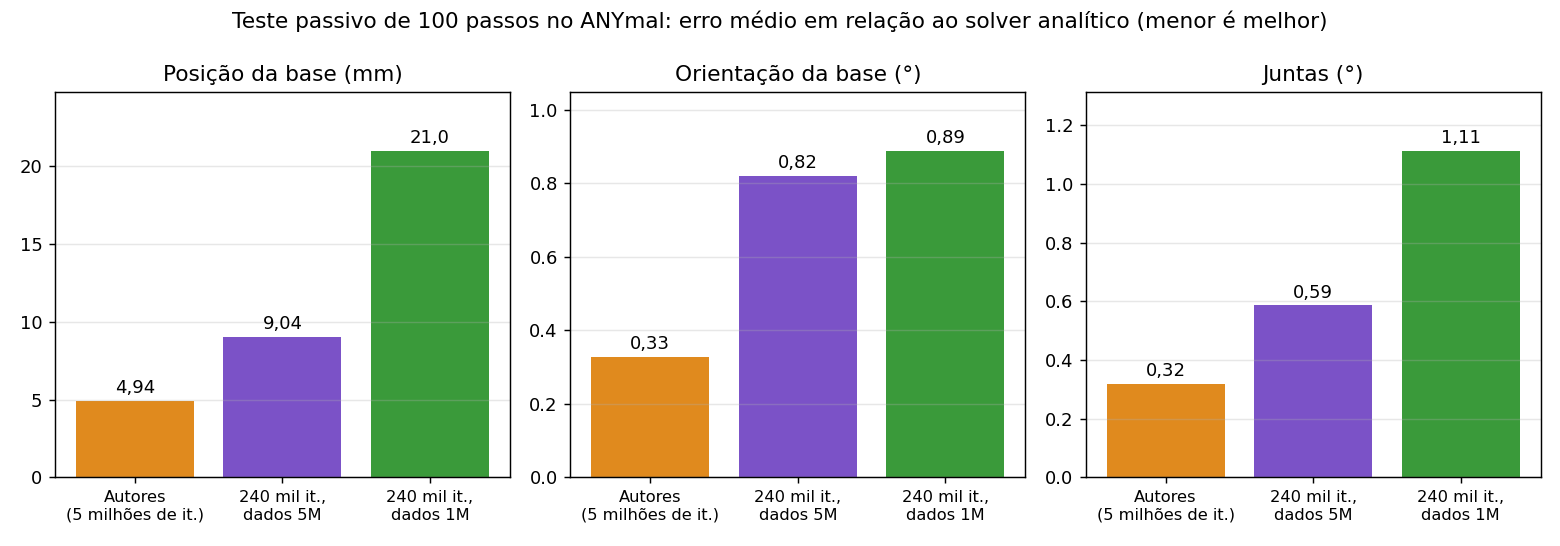 Teste passivo de 100 passos no ANYmal: erro médio em relação ao solver analítico (menor é melhor)
Posição da base (mm)
20
15
10
5
0
4,94
9,04
21,0
Autores
(5 milhões de it.)
240 mil it.,
dados 5M
240 mil it.,
dados 1M
Orientação da base (°)
1.0
0.8
0.6
0.4
0.2
0.0
0,33
0,82
0,89
Autores
(5 milhões de it.)
240 mil it.,
dados 5M
240 mil it.,
dados 1M
Juntas (°)
1.2
1.0
0.8
0.6
0.4
0.2
0.0
0,32
0,59
1,11
Autores
(5 milhões de it.)
240 mil it.,
dados 5M
240 mil it.,
dados 1M